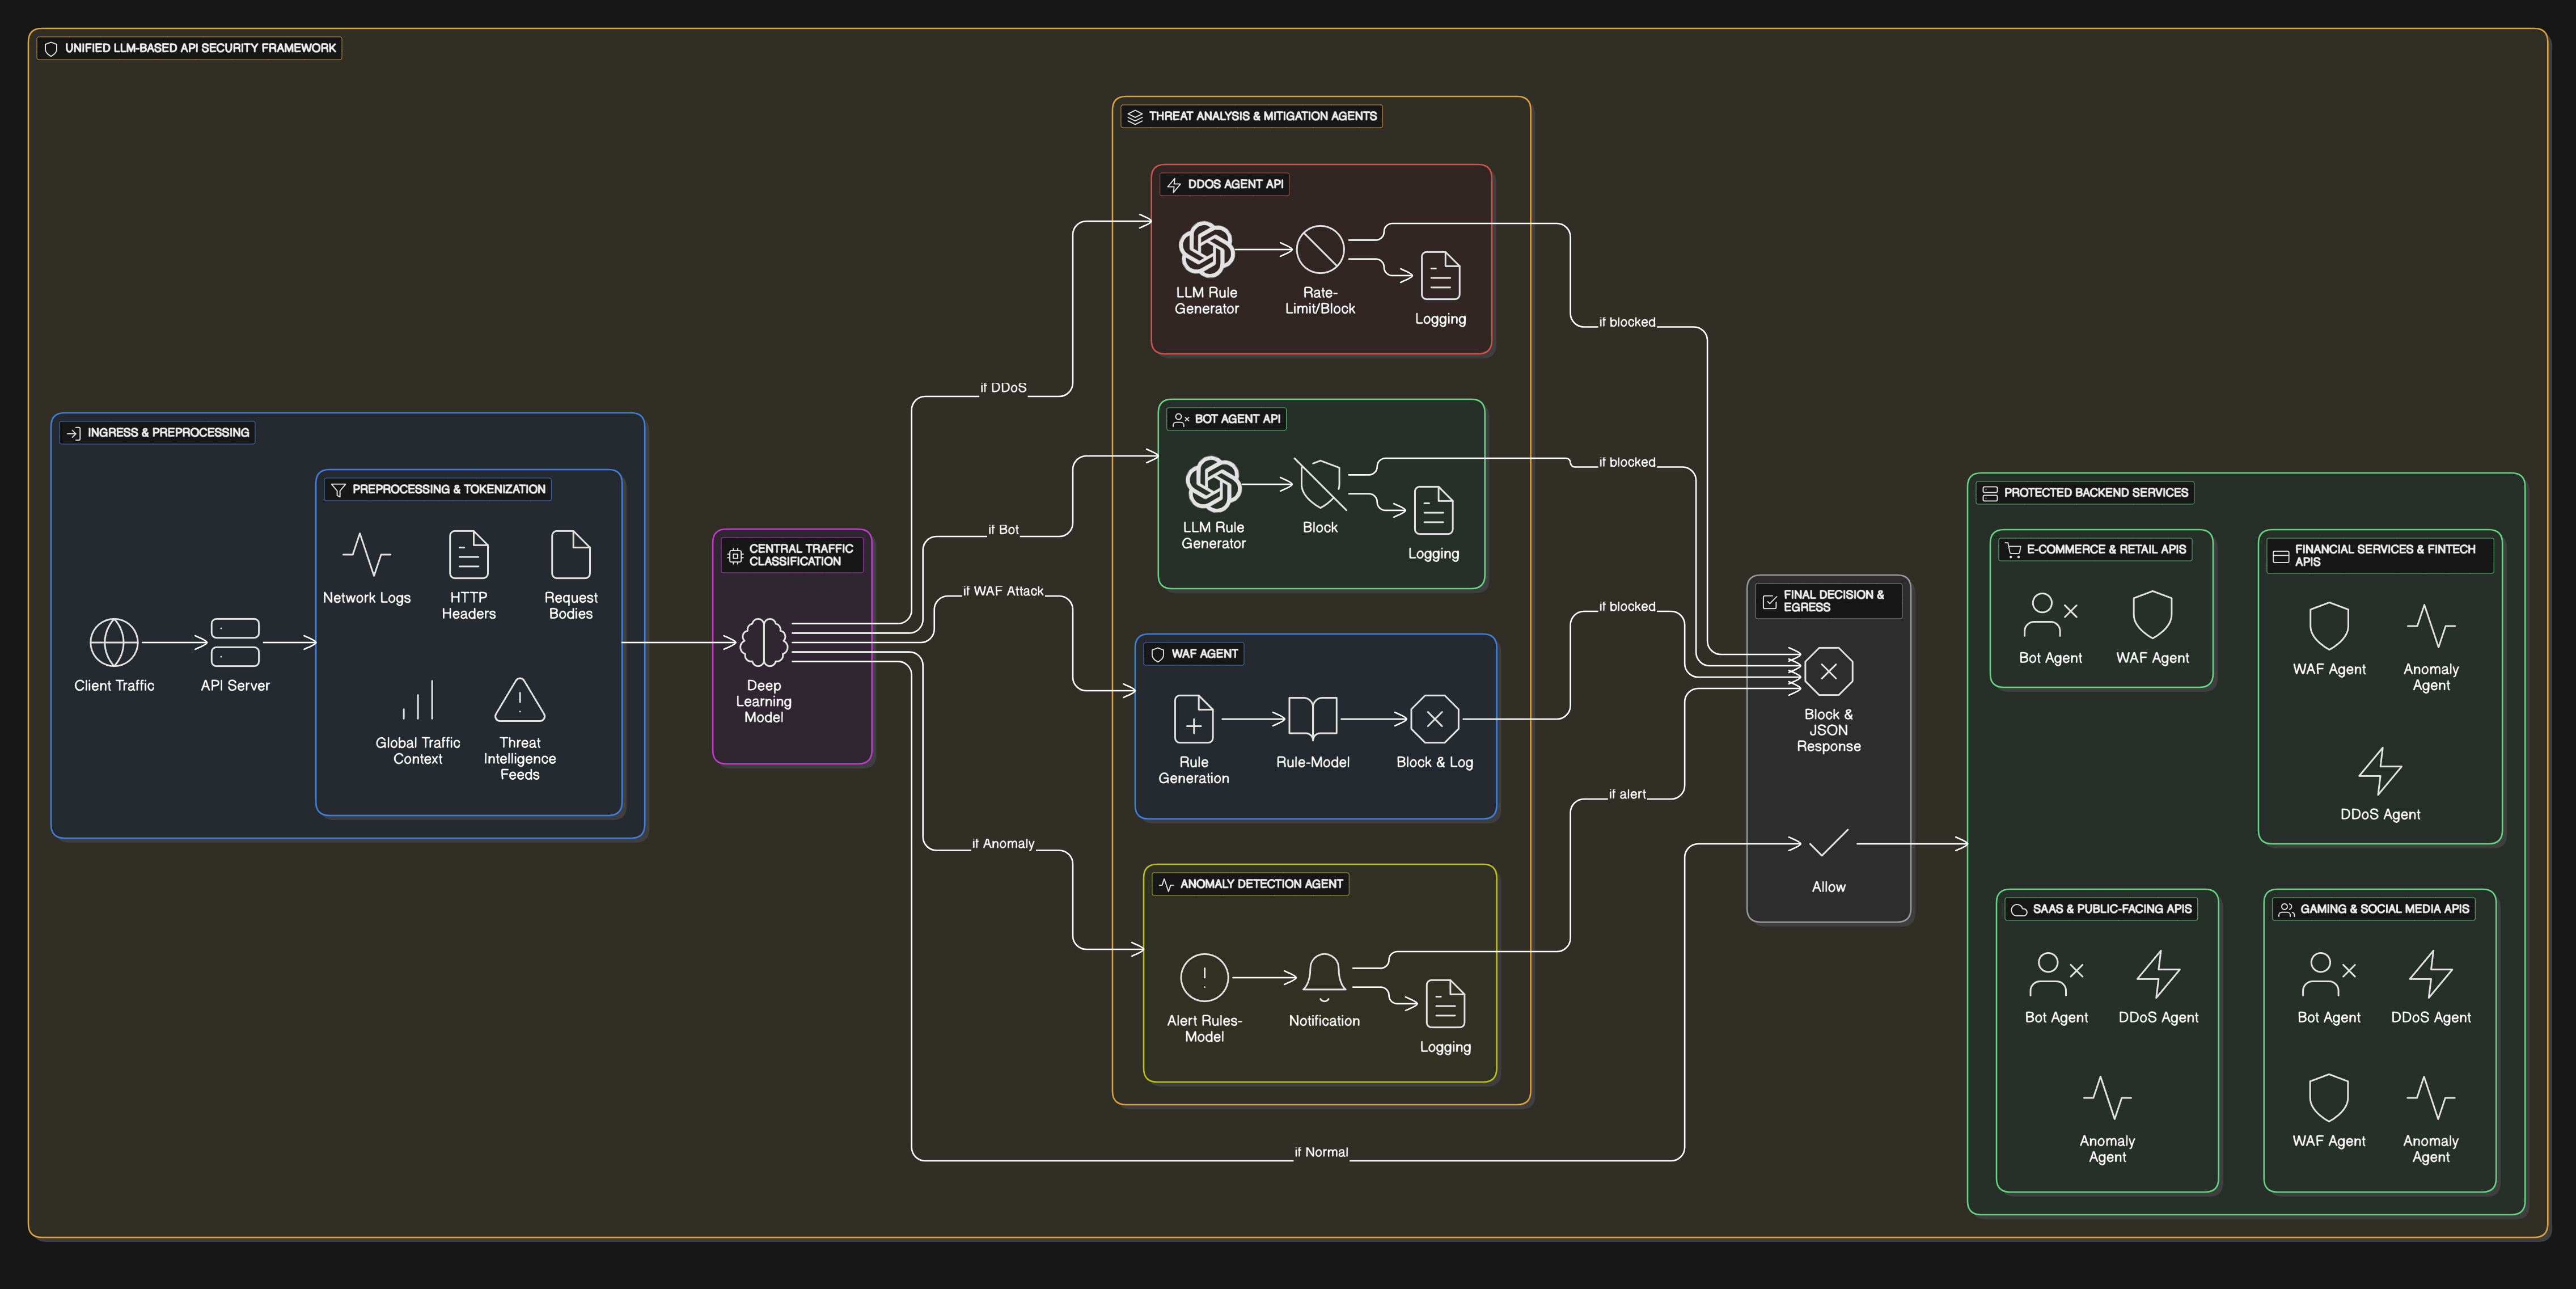 UNIFIED LLM-BASED API SECURITY FRAMEWORK
INGRESS & PREPROCESSING
Client Traffic
API Server
PREPROCESSING & TOKENIZATION
Network Logs
HTTP
Headers
Request
Bodies
Global Traffic
Context
Threat
Intelligence
Feeds
CENTRAL TRAFFIC
CLASSIFICATION
Deep
Learning
Model
if DDoS
if Bot
if WAF Attack
if Anomaly
if Normal
THREAT ANALYSIS & MITIGATION AGENTS
DDOS AGENT API
LLM Rule
Generator
Rate-
Limit/Block
Logging
BOT AGENT API
LLM Rule
Generator
Block
Logging
WAF AGENT
Rule
Generation
Rule-Model
Block & Log
ANOMALY DETECTION AGENT
Alert Rules-
Model
Notification
Logging
if blocked
if blocked
if blocked
if alert
FINAL DECISION &
EGRESS
Block &
JSON
Response
Allow
PROTECTED BACKEND SERVICES
E-COMMERCE & RETAIL APIS
Bot Agent
WAF Agent
FINANCIAL SERVICES & FINTECH
APIS
WAF Agent
Anomaly
Agent
DDoS Agent
SAAS & PUBLIC-FACING APIS
Bot Agent
DDoS Agent
Anomaly
Agent
GAMING & SOCIAL MEDIA APIS
Bot Agent
DDoS Agent
WAF Agent
Anomaly
Agent